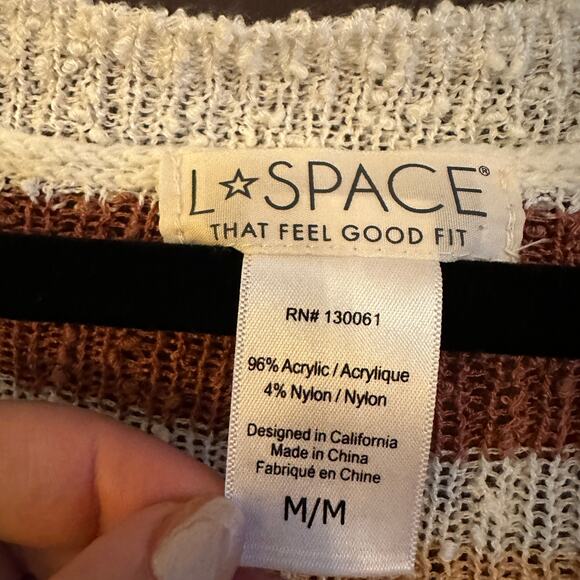 L☆SPACE®
THAT FEEL GOOD FIT
RN# 130061
96% Acrylic / Acrylique
4% Nylon / Nylon
Designed in California
Made in China
Fabriqué en Chine
M/M